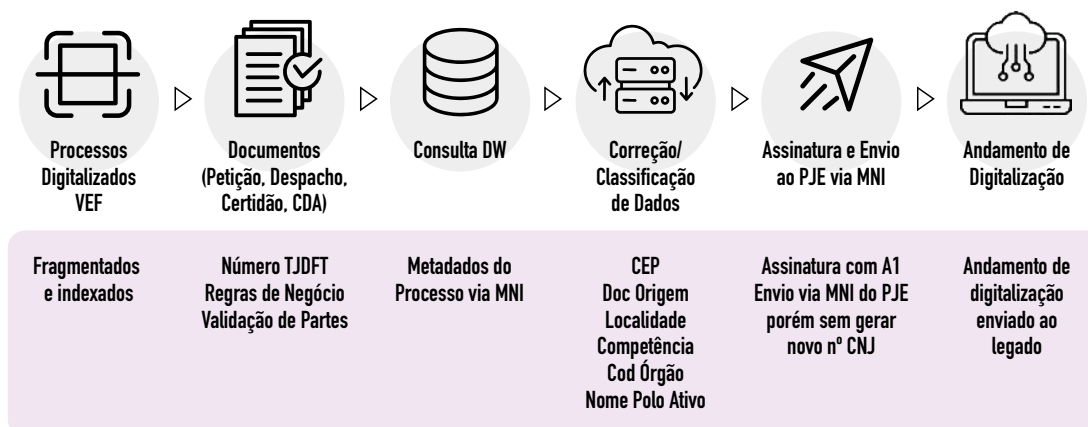 Processos
Digitalizados
VEF
Documentos
(Petição, Despacho,
Certidão, CDA)
Consulta DW
Correção/
Classificação
de Dados
Assinatura e Envio
ao PJE via MNI
Andamento de
Digitalização
Fragmentados
e indexados
Número TJDFT
Regras de Negócio
Validação de Partes
Metadados do
Processo via MNI
CEP
Doc Origem
Localidade
Competência
Cod Órgão
Nome Polo Ativo
Assinatura com A1
Envio via MNI do PJE
porém sem gerar
novo nº CNJ
Andamento de
digitalização
enviado ao
legado